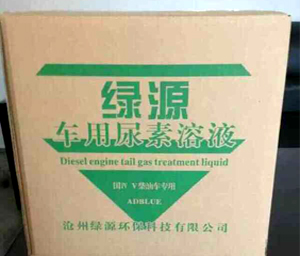 绿源
车用尿素溶液
Diesel engine tail gas treatment liquid
国Ⅳ Ⅴ柴油车专用
ADBLUE
沧州绿源环保科技有限公司